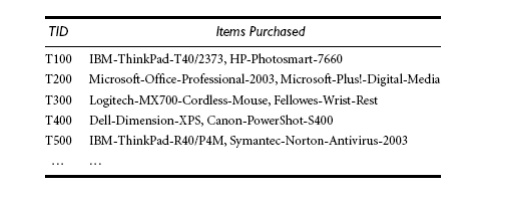 TID Items Purchased
T100 IBM-ThinkPad-T40/2373, HP-Photosmart-7660
T200 Microsoft-Office-Professional-2003, Microsoft-Plus!-Digital-Media
T300 Logitech-MX700-Cordless-Mouse, Fellowes-Wrist-Rest
T400 Dell-Dimension-XPS, Canon-PowerShot-S400
T500 IBM-ThinkPad-R40/P4M, Symantec-Norton-Antivirus-2003
... ...